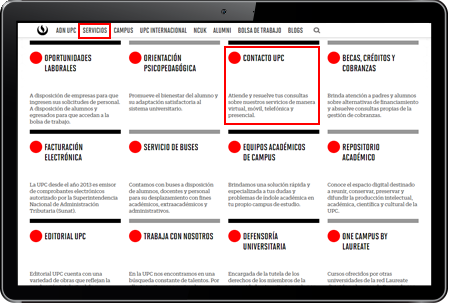 ADN UPC SERVICIOS CAMPUS UPC INTERNACIONAL NCUK ALUMNI BOLSA DE TRABAJO BLOGS
OPORTUNIDADES
LABORALES
A disposición de empresas para que
ingresen sus solicitudes de personal.
A disposición de alumnos y
egresados para que accedan a la
bolsa de trabajo.
ORIENTACIÓN
PSICOPEDAGÓGICA
Promueve el bienestar del alumno y
su adaptación satisfactoria al
sistema universitario.
CONTACTO UPC
Atiende y resuelve tus consultas
sobre nuestros servicios de manera
virtual, móvil, telefónica y
presencial.
BECAS, CRÉDITOS Y
COBRANZAS
Brinda atención a padres y alumnos
sobre alternativas de financiamiento
y absuelve consultas propias de la
gestión de cobranzas.
FACTURACIÓN
ELECTRÓNICA
La UPC desde el año 2013 es emisor
de comprobantes electrónicos
autorizado por la Superintendencia
Nacional de Administración
Tributaria (Sunat).
SERVICIO DE BUSES
Contamos con buses a disposición
de alumnos, docentes y personal
para su desplazamiento con fines
académicos, extraacadémicos y
administrativos.
EQUIPOS ACADÉMICOS
DE CAMPUS
Brindamos una solución rápida y
especializada a tus dudas y
problemas de índole académica en
tu propio campus de estudio.
REPOSITORIO
ACADÉMICO
Conoce el espacio digital destinado
a reunir, conservar, preservar y
difundir la producción intelectual,
académica, científica y cultural de la
UPC.
EDITORIAL UPC
Editorial UPC cuenta con una
variedad de obras que reflejan la
TRABAJA CON NOSOTROS
En la UPC nos encontramos en una
búsqueda constante de talentos. Por
DEFENSORÍA
UNIVERSITARIA
Encargada de la tutela de los
derechos de los miembros de la
ONE CAMPUS BY
LAUREATE
Cursos ofrecidos por otras
universidades de la red Laureate